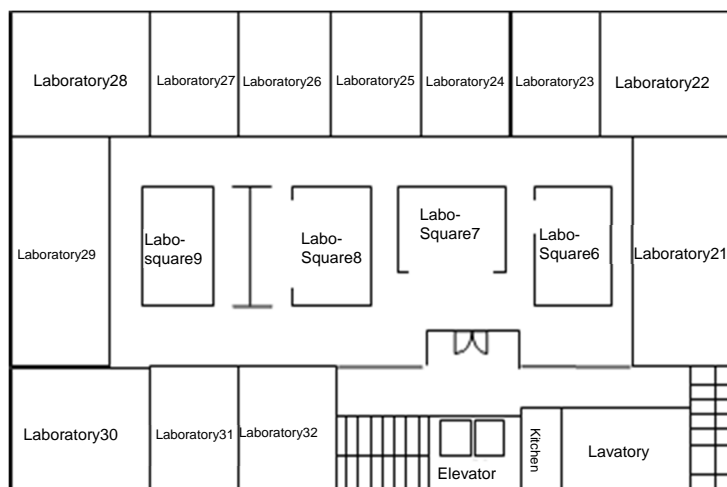 Laboratory28
Laboratory27
Laboratory26
Laboratory25
Laboratory24
Laboratory23
Laboratory22
Laboratory29
Labo-
square9
Labo-
Square8
Labo-
Square7
Labo-
Square6
Laboratory21
Laboratory30
Laboratory31
Laboratory32
Elevator
Kitchen
Lavatory